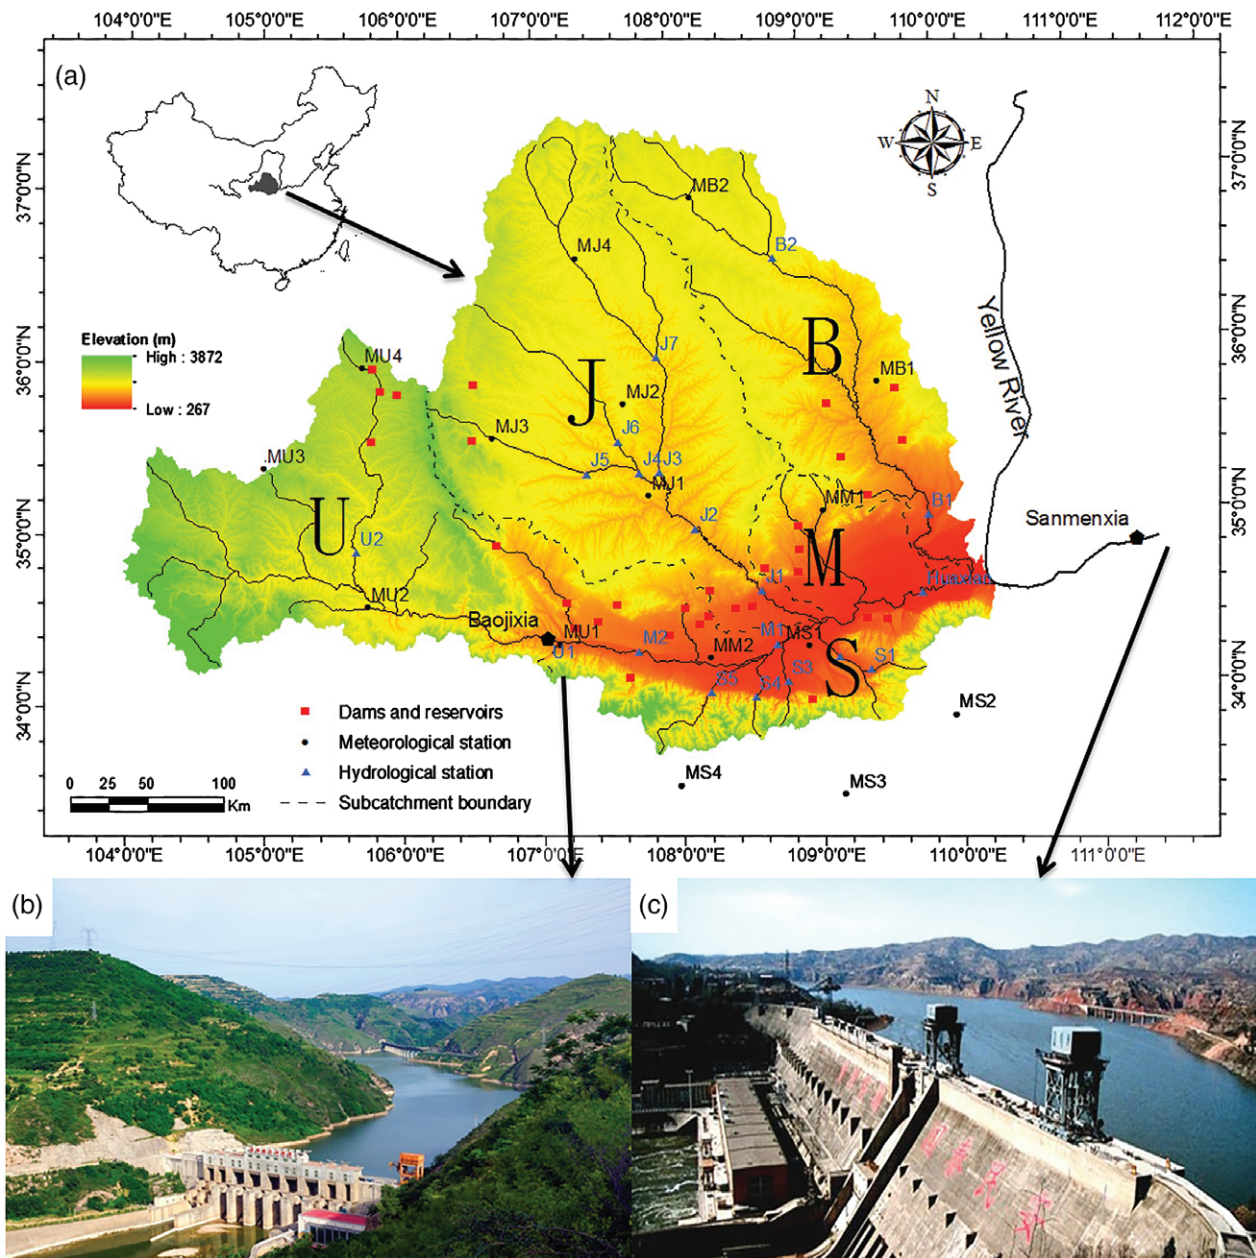 104°0'0"E 105°0'0"E 106°0'0"E 107°0'0"E 108°0'0"E 109°0'0"E 110°0'0"E 111°0'0"E 112°0'0"E
(a)
N
W E
S
37°0'0"N
37°0'0"N
MB2
MJ4
B2
Yellow River
36°0'0"N
36°0'0"N
Elevation (m)
High : 3872
Low : 267
MU4
J7
B
MB1
J
MJ2
MJ3
J6
MU3
J5
J4
J3
MJ1
MM1
B1
35°0'0"N
35°0'0"N
U
U2
J2
Sanmenxia
M
J1
Huaxian
MU2
Baojixia
MU1
U1
M2
M1
MS1
MM2
S3
S1
S
S5
S4
34°0'0"N
34°0'0"N
MS2
Dams and reservoirs
Meteorological station
Hydrological station
Subcatchment boundary
MS4
MS3
0 25 50 100
Km
104°0'0"E 105°0'0"E 106°0'0"E 107°0'0"E 108°0'0"E 109°0'0"E 110°0'0"E 111°0'0"E
(b)
(c)